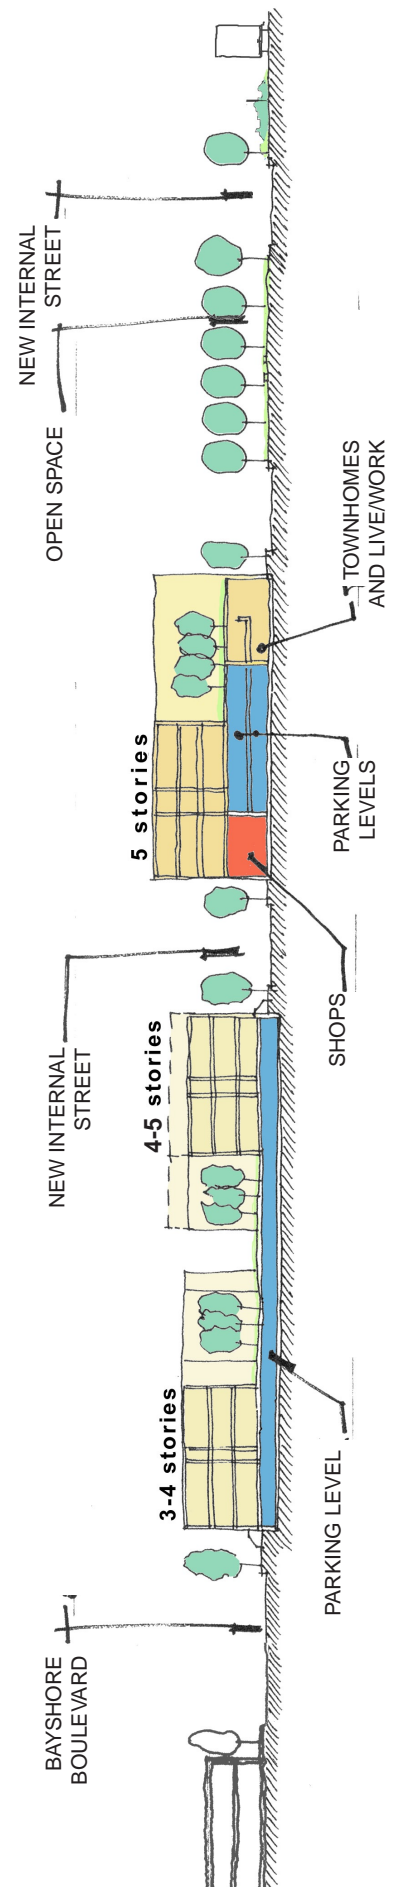 BAYSHORE
BOULEVARD
3-4 stories
PARKING LEVEL
4-5 stories
NEW INTERNAL
STREET
SHOPS
5 stories
PARKING
LEVELS
TOWNHOMES
AND LIVE/WORK
OPEN SPACE
NEW INTERNAL
STREET